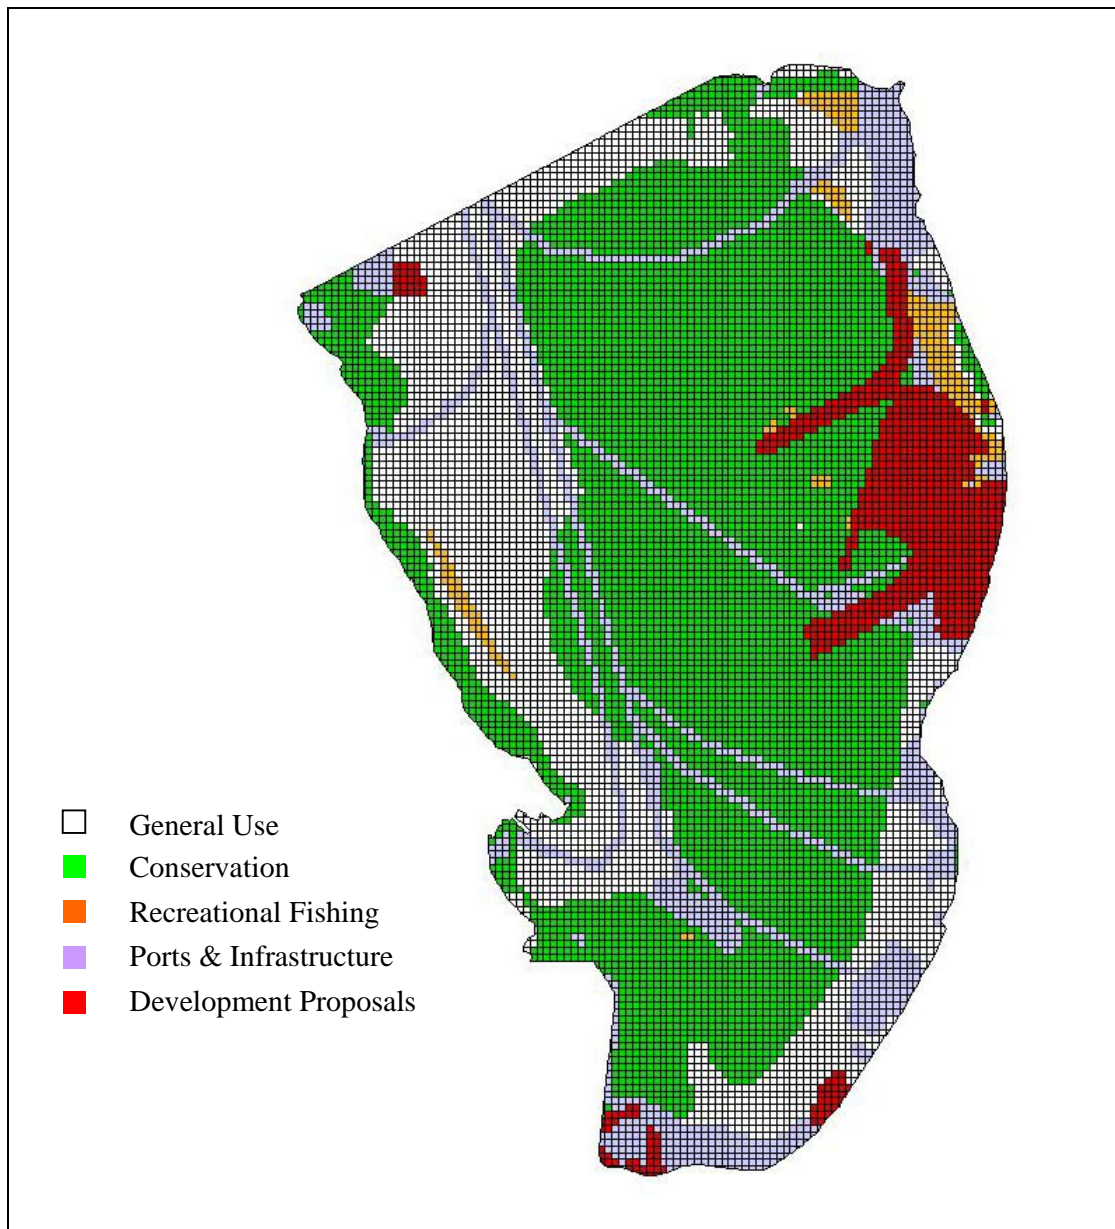 General Use
Conservation
Recreational Fishing
Ports & Infrastructure
Development Proposals